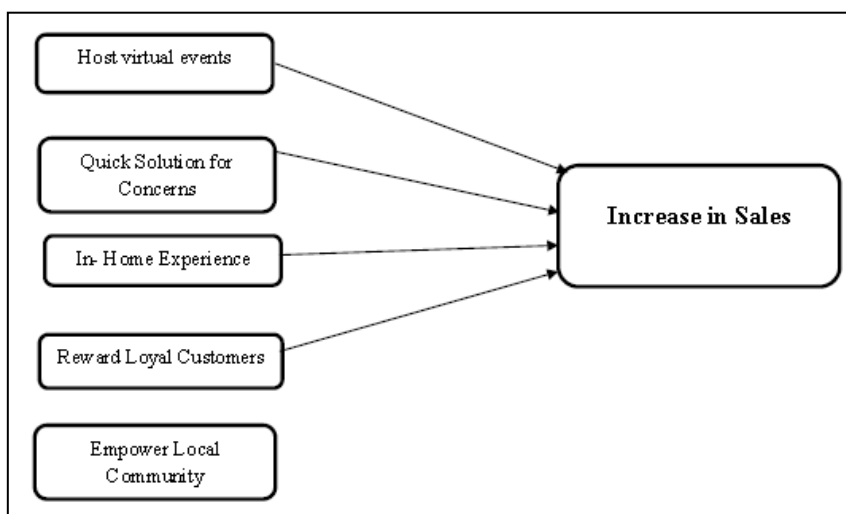 Host virtual events
Quick Solution for
Concerns
In- Home Experience
Reward Loyal Customers
Empower Local
Community
Increase in Sales